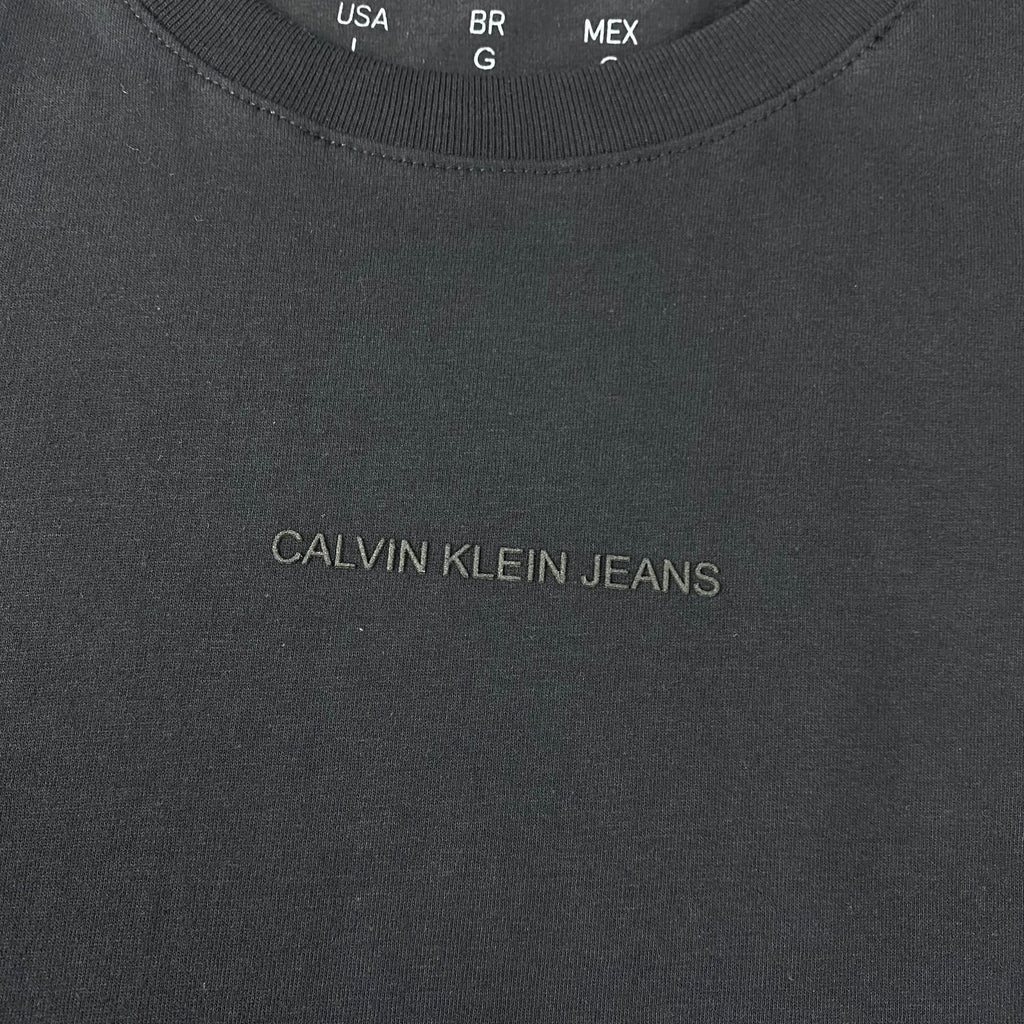 USA BR MEX
G
CALVIN KLEIN JEANS